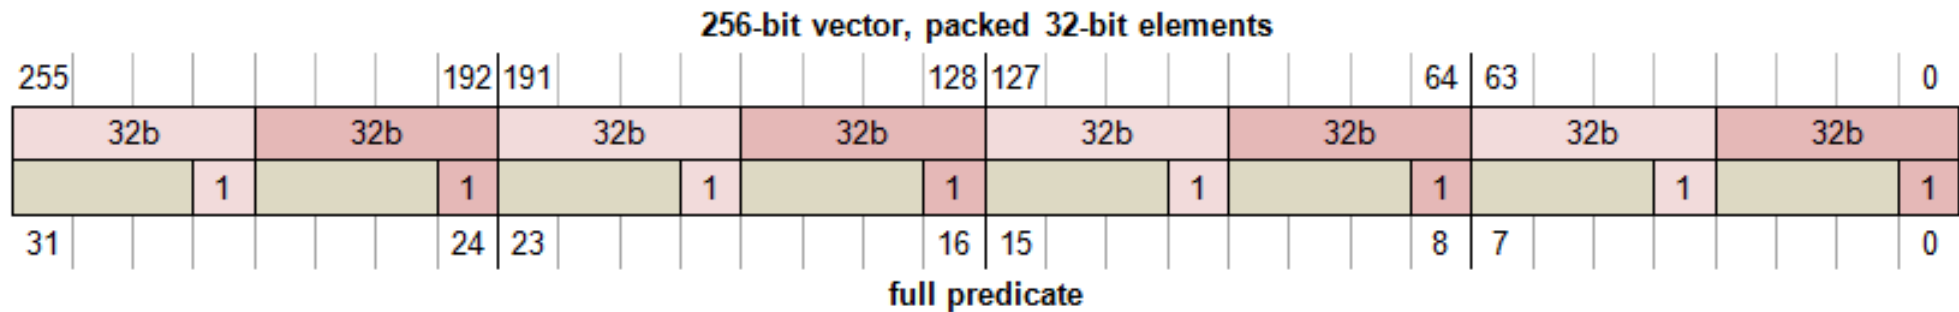 256-bit vector, packed 32-bit elements
255 192 191 128 127 64 63 0
32b 32b 32b 32b 32b 32b 32b 32b
1 1 1 1 1 1 1 1
31 24 23 16 15 8 7 0
full predicate